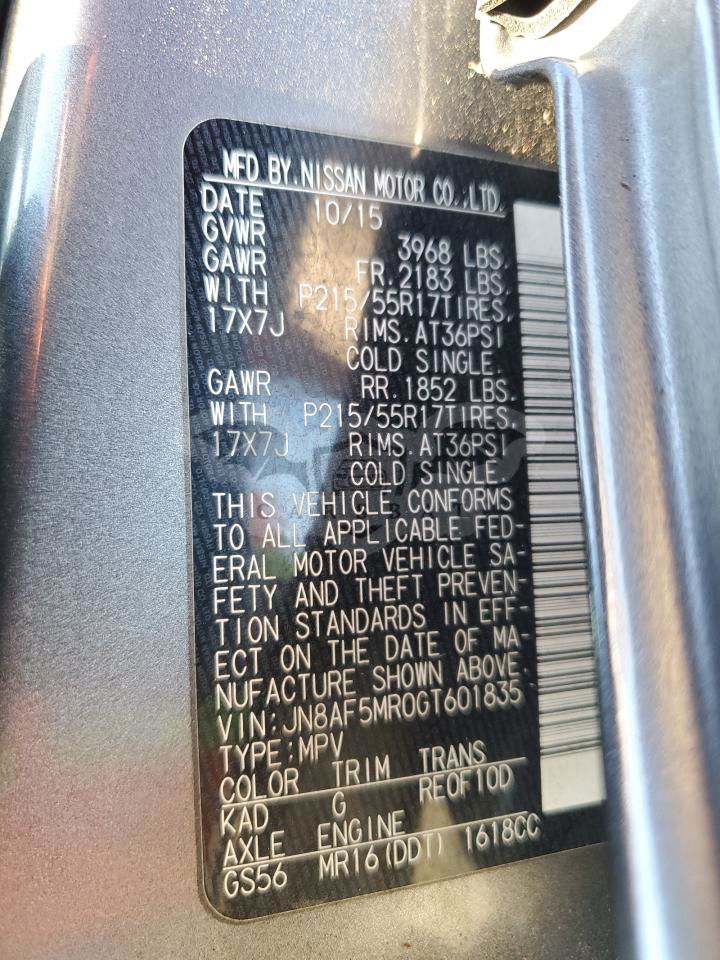 MFD BY. NISSAN MOTOR CO.,LTD.
DATE 10/15
GVWR 3968 LBS.
GAWR FR. 2183 LBS.
WITH P215/55R17TIRES,
17X7J RIMS. AT36PSI
COLD SINGLE.
GAWR RR. 1852 LBS.
WITH P215/55R17TIRES,
17X7J RIMS. AT36PSI
COLD SINGLE.
THIS VEHICLE CONFORMS
TO ALL APPLICABLE FED-
ERAL MOTOR VEHICLE SA-
FETY AND THEFT PREVEN-
TION STANDARDS IN EFF-
ECT ON THE DATE OF MA-
NUFACTURE SHOWN ABOVE.
VIN:JN8AF5MR0GT601835
TYPE:MPV
COLOR TRIM TRANS
KAD G RE0F10D
AXLE ENGINE
GS56 MR16(DDT) 1618CC